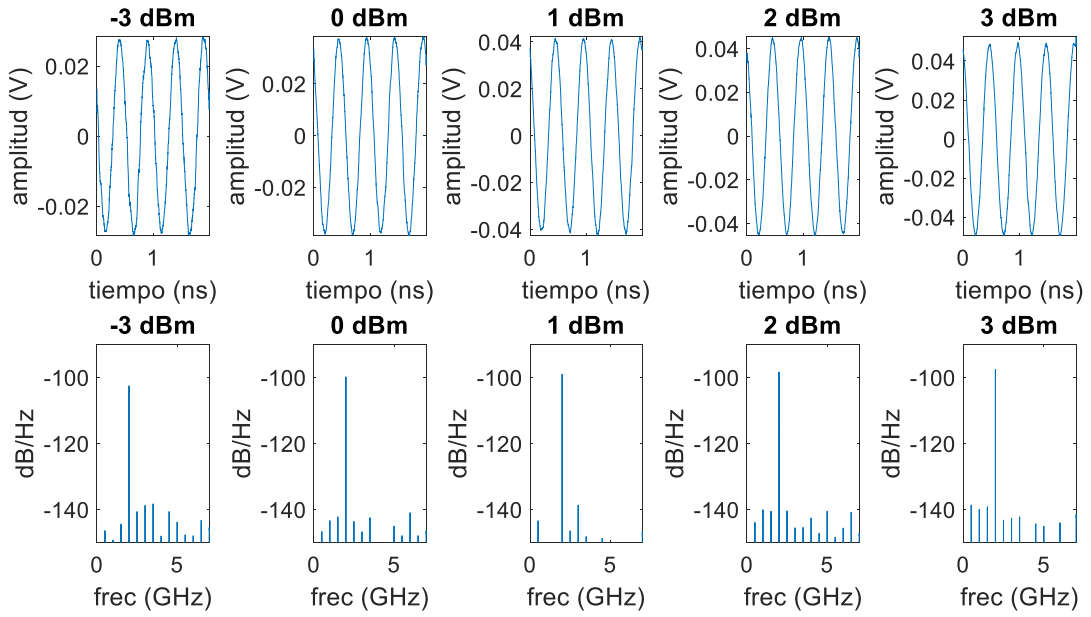 -3 dBm
0 dBm
1 dBm
2 dBm
3 dBm
amplitud (V)
0.02
0
-0.02
0
1
tiempo (ns)
amplitud (V)
0.02
0
-0.02
0
1
tiempo (ns)
amplitud (V)
0.04
0.02
0
-0.02
-0.04
0
1
tiempo (ns)
amplitud (V)
0.04
0.02
0
-0.02
-0.04
0
1
tiempo (ns)
amplitud (V)
0.04
0.02
0
-0.02
-0.04
0
1
tiempo (ns)
-3 dBm
0 dBm
1 dBm
2 dBm
3 dBm
dB/Hz
-100
-120
-140
0
5
frec (GHz)
dB/Hz
-100
-120
-140
0
5
frec (GHz)
dB/Hz
-100
-120
-140
0
5
frec (GHz)
dB/Hz
-100
-120
-140
0
5
frec (GHz)
dB/Hz
-100
-120
-140
0
5
frec (GHz)